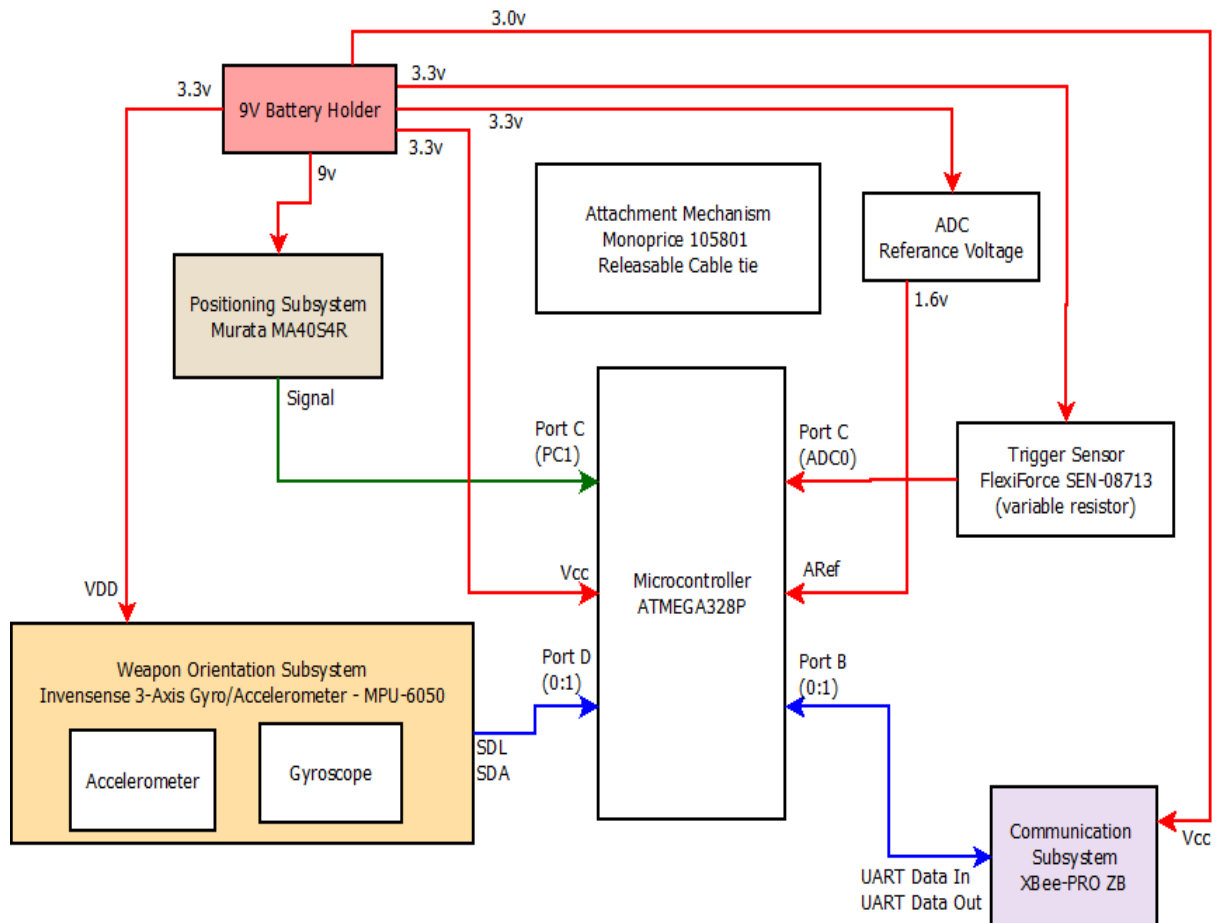 3.0v
3.3v
3.3v
3.3v
3.3v
9v
9V Battery Holder
Attachment Mechanism
Monoprice 105801
Releasable Cable tie
ADC
Referance Voltage
1.6v
Positioning Subsystem
Murata MA40S4R
Signal
Port C
(PC1)
Port C
(ADC0)
Trigger Sensor
FlexiForce SEN-08713
(variable resistor)
Vcc
Microcontroller
ATMEGA328P
ARef
VDD
Weapon Orientation Subsystem
Invensense 3-Axis Gyro/Accelerometer - MPU-6050
Accelerometer
Gyroscope
SDL
SDA
Port D
(0:1)
Port B
(0:1)
UART Data In
UART Data Out
Communication
Subsystem
XBee-PRO ZB
Vcc